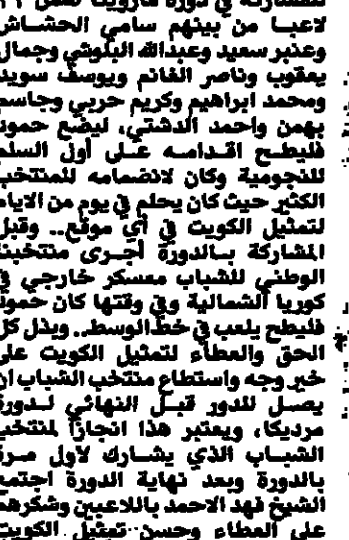 للمشاركة في دورة
لاعبا من بينهم سامي الحشاش
وعنبر سعيد وعبدالله البلوشي وجمال
يعقوب وناصر الغانم ويوسف سويد
ومحمد ابراهيم وكريم حربي وجاسم
بهمن واحمد الدشتي، ليضع حمود
فليطح اقدامه على أول السلم
للنجومية وكان لانضمامه للمنتخب
الكثير حيث كان يحلم في يوم من الايام
لتمثيل الكويت في أي موقع.. وقبل
المشاركة بالدورة أجرى منتخبنا
الوطني للشباب معسكر خارجي في
كوريا الشمالية وفي وقتها كان حمود
فليطح يلعب في خط الوسط.. وبذل كل
الحق والعطاء لتمثيل الكويت على
خير وجه واستطاع منتخب الشباب ان
يصل للدور قبل النهائي لدورة
مرديكا، ويعتبر هذا انجازا لمنتخب
الشباب الذي يشارك لاول مرة
بالدورة وبعد نهاية الدورة اجتمع
الشيخ فهد الاحمد باللاعبين وشكرهم
على العطاء وحسن تمثيل الكويت